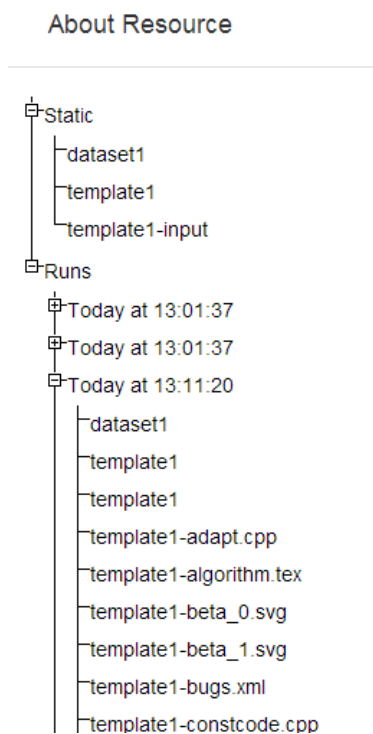 About Resource
Static
dataset1
template1
template1-input
Runs
Today at 13:01:37
Today at 13:01:37
Today at 13:11:20
dataset1
template1
template1
template1-adapt.cpp
template1-algorithm.tex
template1-beta_0.svg
template1-beta_1.svg
template1-bugs.xml
template1-constcode.cpp